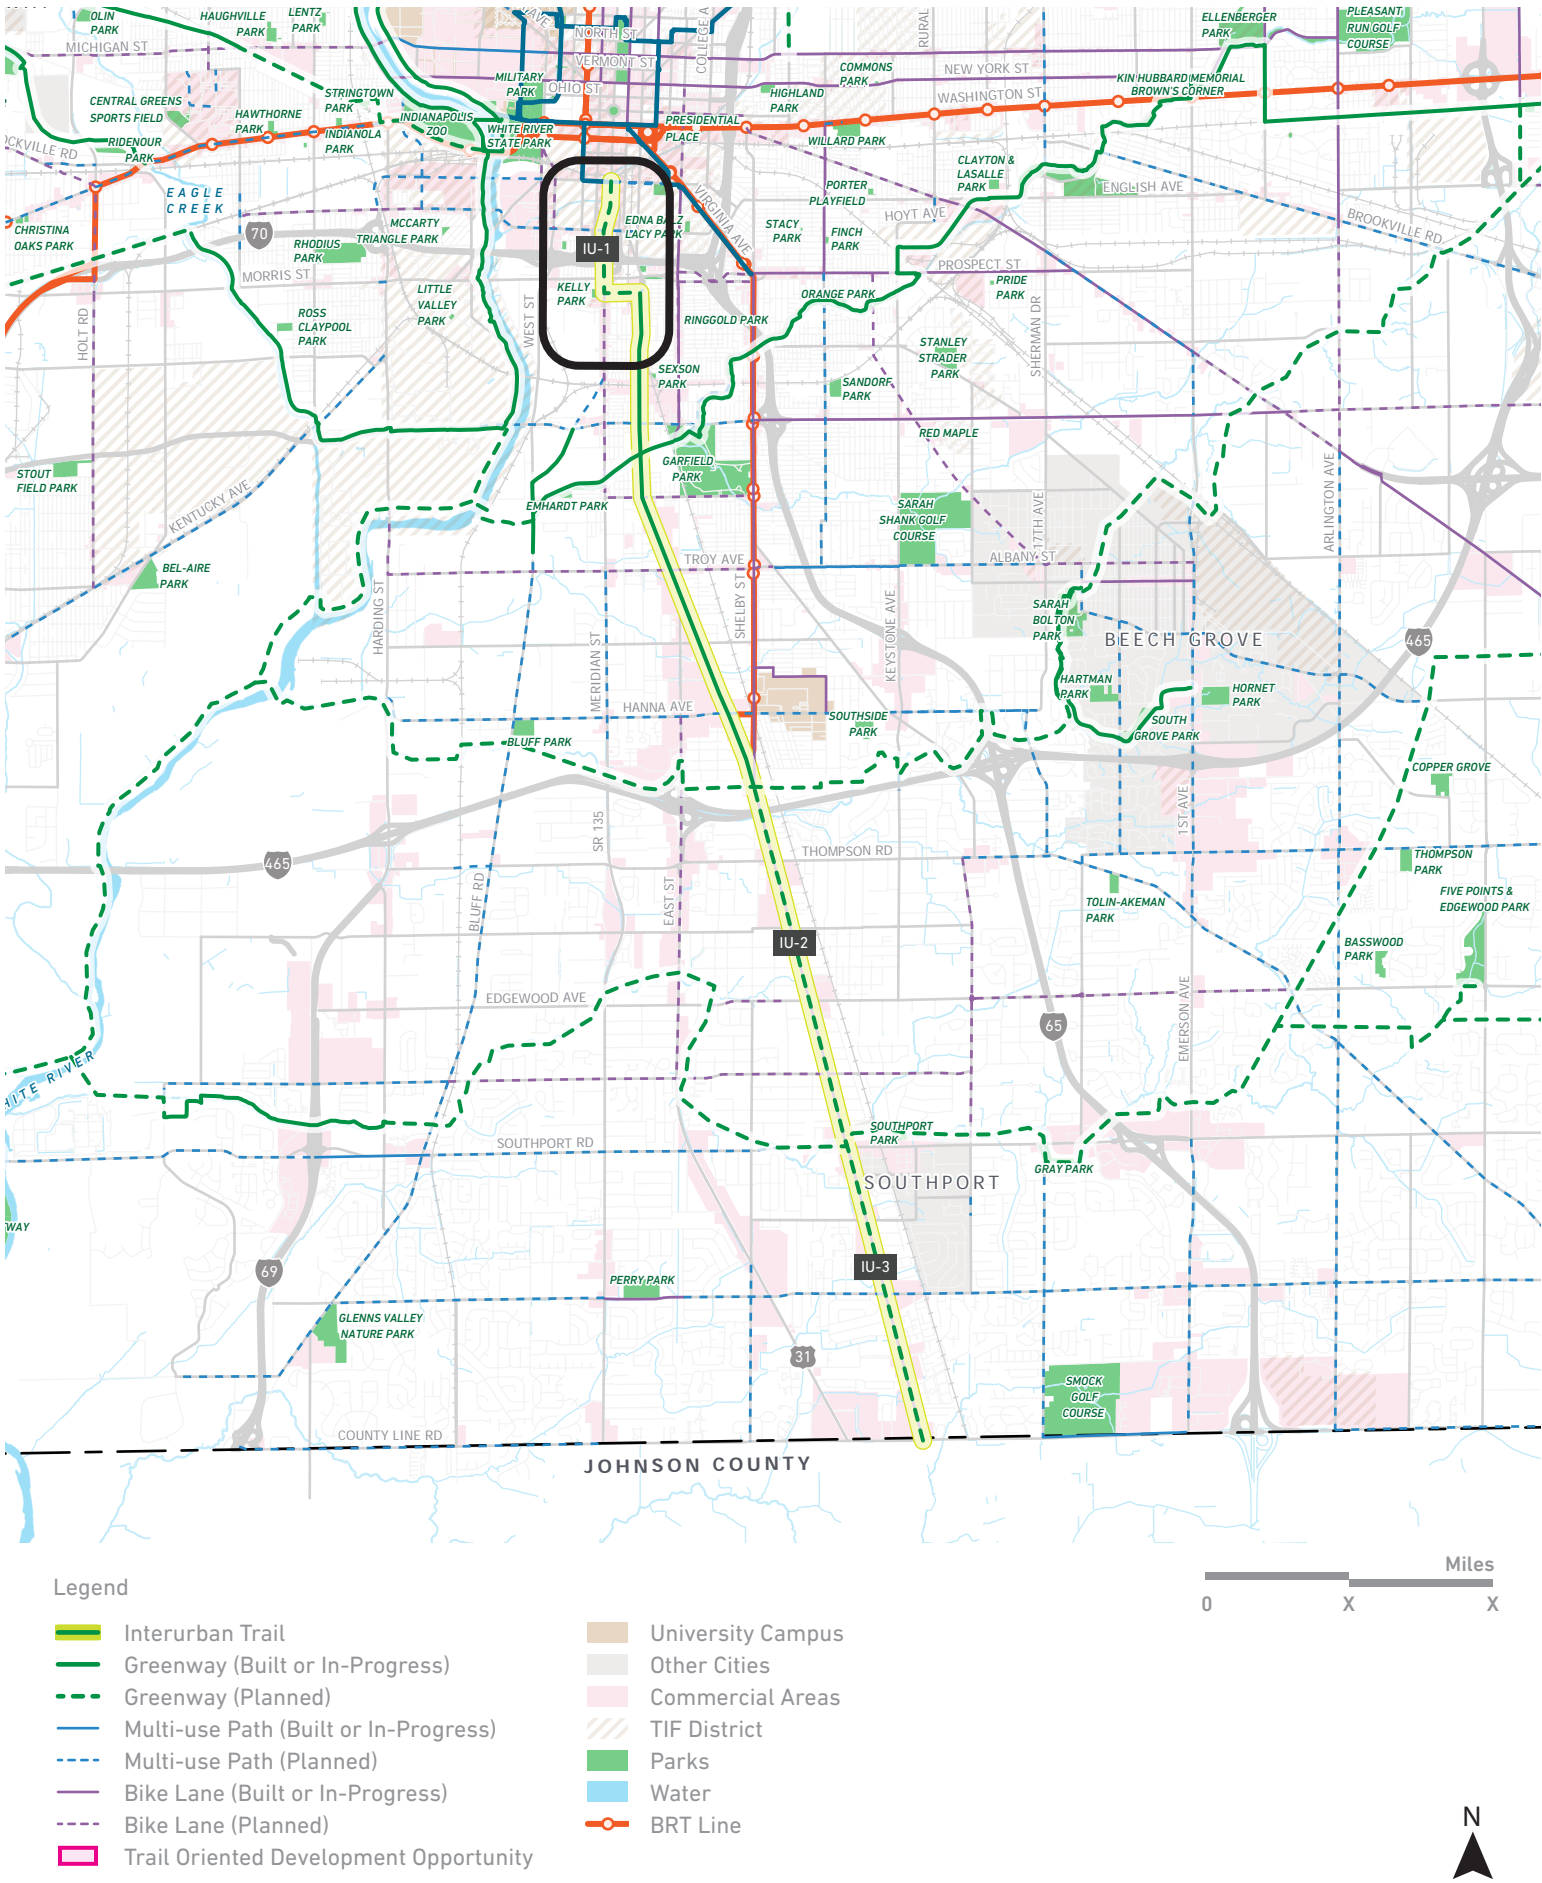 OLIN
PARK
HAUGHVILLE
PARK
LENTZ
PARK
MICHIGAN ST
NORTH ST
VERMONT ST
OHIO ST
COLLEGE A
RURAL
ELLENBERGER
PARK
PLEASANT
RUN GOLF
COURSE
NEW YORK ST
WASHINGTON ST
KIN HUBBARD MEMORIAL
BROWN'S CORNER
COMMONS
PARK
HIGHLAND
PARK
MILITARY
PARK
STRINGTOWN
PARK
CENTRAL GREENS
SPORTS FIELD
HAWTHORNE
PARK
INDIANAPOLIS
ZOO
INDIANOLA
PARK
WHITE RIVER
STATE PARK
PRESIDENTIAL
PLACE
WILLARD PARK
RIDENOUR
PARK
OCKVILLE RD
EAGLE
CREEK
CLAYTON &
LASALLE
PARK
ENGLISH AVE
PORTER
PLAYFIELD
HOYT AVE
BROOKVILLE RD
VIRGINIA AVE
EDNA BALZ
LACY PARK
STACY
PARK
FINCH
PARK
CHRISTINA
OAKS PARK
70
RHODIUS
PARK
MCCARTY
TRIANGLE PARK
IU-1
MORRIS ST
PROSPECT ST
PRIDE
PARK
KELLY
PARK
ORANGE PARK
LITTLE
VALLEY
PARK
ROSS
CLAYPOOL
PARK
HOLT RD
WEST ST
RINGGOLD PARK
SHERMAN DR
STANLEY
STRADER
PARK
SEXSON
PARK
SANDORF
PARK
RED MAPLE
STOUT
FIELD PARK
GARFIELD
PARK
KENTUCKY AVE
EMHARDT PARK
SARAH
SHANK GOLF
COURSE
17TH AVE
ARLINGTON AVE
ALBANY ST
TROY AVE
BEL-AIRE
PARK
HARDING ST
SHELBY ST
KEYSTONE AVE
SARAH
BOLTON
PARK
BEECH GROVE
465
MERIDIAN ST
HARTMAN
PARK
HORNET
PARK
HANNA AVE
SOUTHSIDE
PARK
SOUTH
GROVE PARK
BLUFF PARK
COPPER GROVE
SR 135
1ST AVE
465
THOMPSON RD
THOMPSON
PARK
BLUFF RD
EAST ST
TOLIN-AKEMAN
PARK
FIVE POINTS &
EDGEWOOD PARK
IU-2
BASSWOOD
PARK
EDGEWOOD AVE
65
EMERSON AVE
HITE RIVER
SOUTHPORT RD
SOUTHPORT
PARK
GRAY PARK
SOUTHPORT
WAY
69
IU-3
PERRY PARK
GLENNS VALLEY
NATURE PARK
31
SMOCK
GOLF
COURSE
COUNTY LINE RD
JOHNSON COUNTY
Miles
0 X X
Legend
Interurban Trail
Greenway (Built or In-Progress)
Greenway (Planned)
Multi-use Path (Built or In-Progress)
Multi-use Path (Planned)
Bike Lane (Built or In-Progress)
Bike Lane (Planned)
Trail Oriented Development Opportunity
University Campus
Other Cities
Commercial Areas
TIF District
Parks
Water
BRT Line
N